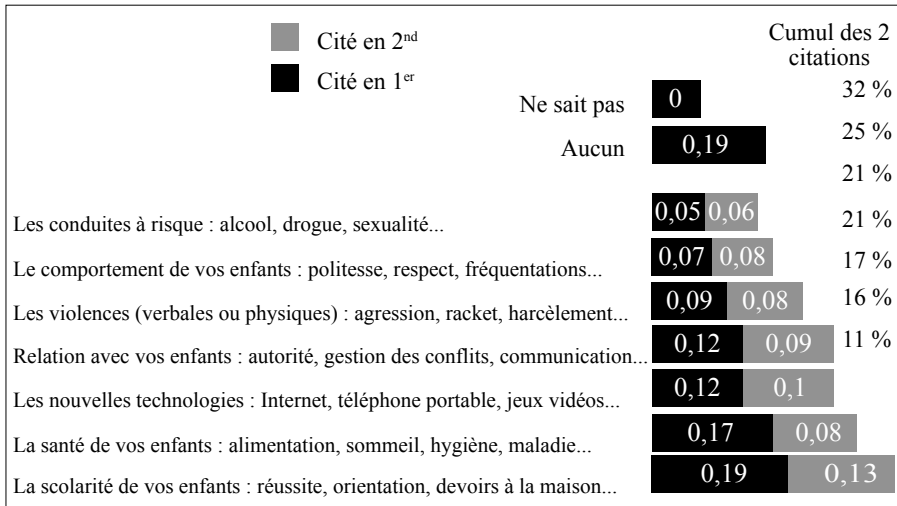 Cité en 2nd
Cité en 1er
Cumul des 2
citations
Ne sait pas 0 32 %
Aucun 0,19 25 %
21 %
Les conduites à risque : alcool, drogue, sexualité... 0,05 0,06 21 %
Le comportement de vos enfants : politesse, respect, fréquentations... 0,07 0,08 17 %
Les violences (verbales ou physiques) : agression, racket, harcèlement... 0,09 0,08 16 %
Relation avec vos enfants : autorité, gestion des conflits, communication... 0,12 0,09 11 %
Les nouvelles technologies : Internet, téléphone portable, jeux vidéos... 0,12 0,1
La santé de vos enfants : alimentation, sommeil, hygiène, maladie... 0,17 0,08
La scolarité de vos enfants : réussite, orientation, devoirs à la maison... 0,19 0,13